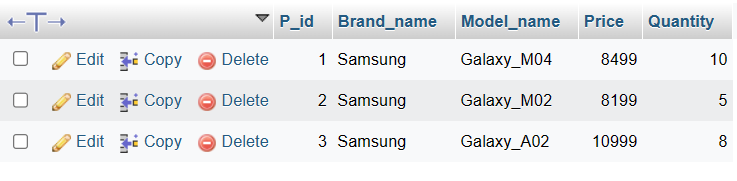 P_id Brand_name Model_name Price Quantity
Edit Copy Delete 1 Samsung Galaxy_M04 8499 10
Edit Copy Delete 2 Samsung Galaxy_M02 8199 5
Edit Copy Delete 3 Samsung Galaxy_A02 10999 8